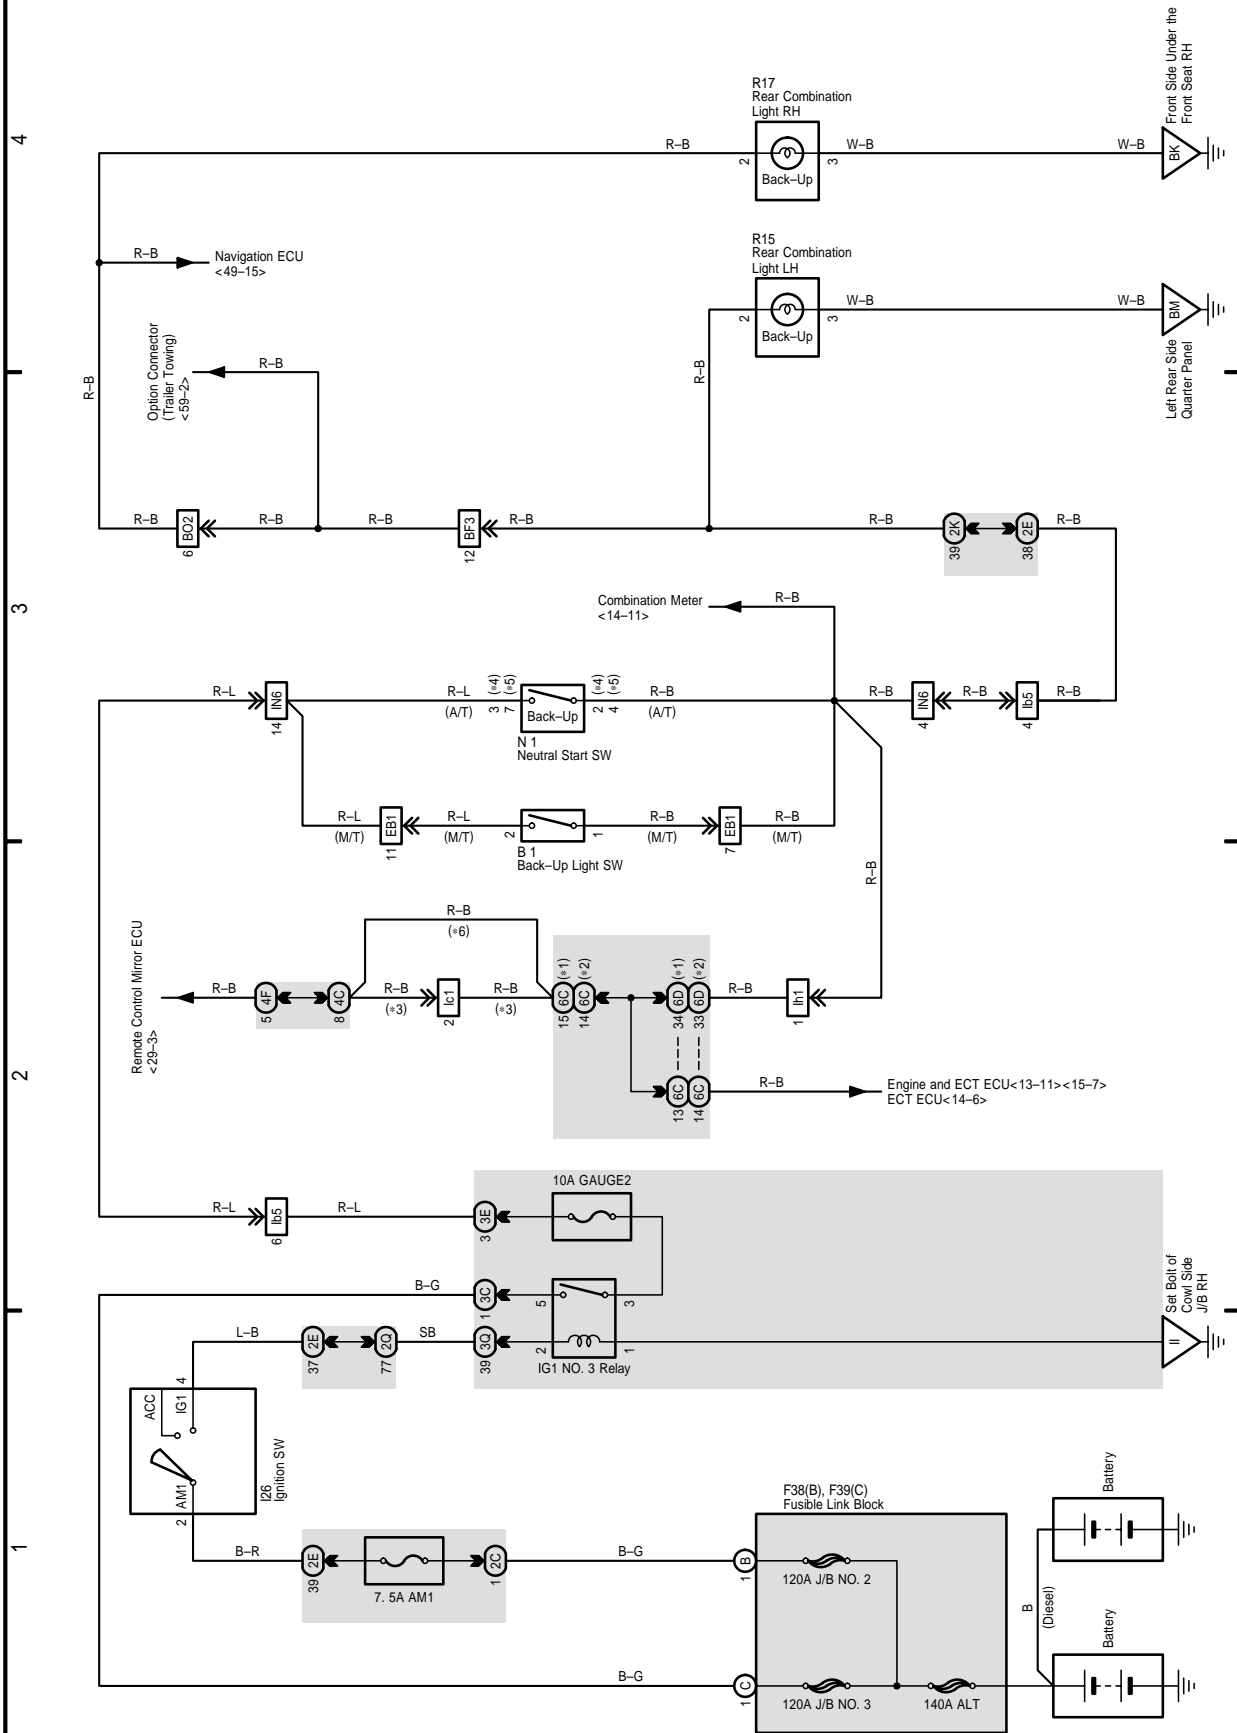 4
3
2
1
R17
Rear Combination
Light RH
R–B
2
Back–Up
3
W–B
W–B
BK
Front Side Under the
Front Seat RH
R–B
Navigation ECU
<49–15>
R15
Rear Combination
Light LH
2
Back–Up
3
W–B
W–B
BM
Left Rear Side
Quarter Panel
R–B
Option Connector
(Trailer Towing)
<59–2>
R–B
R–B
R–B
6
BO2
R–B
R–B
12
BF3
R–B
R–B
39
2K
38
2E
R–B
Combination Meter
<14–11>
R–B
R–L
14
IN6
R–L
(A/T)
3 (*4)
7 (*5)
Back–Up
2 (*4)
4 (*5)
N 1
Neutral Start SW
R–B
(A/T)
R–B
4
IN6
R–B
4
Ib5
R–B
R–L
(M/T)
11
EB1
R–L
(M/T)
2
1
B 1
Back–Up Light SW
R–B
(M/T)
7
EB1
R–B
(M/T)
R–B
Remote Control Mirror ECU
<29–3>
R–B
5
4F
8
4C
R–B
(*6)
R–B
(*3)
2
Ic1
R–B
(*3)
15 6C (*1)
14 6C (*2)
34 6D (*1)
33 6D (*2)
R–B
1
Ih1
13 6C
14 6C
R–B
Engine and ECT ECU<13–11><15–7>
ECT ECU<14–6>
R–L
6
Ib5
R–L
3
3E
10A GAUGE2
B–G
1
3C
5
3
L–B
37
2E
77
2Q
SB
39
3Q
2
1
IG1 NO. 3 Relay
II
Set Bolt of
Cowl Side
J/B RH
ACC
IG1
4
2
AM1
I26
Ignition SW
B–R
39
2E
7. 5A AM1
1
2C
B–G
F38(B), F39(C)
Fusible Link Block
1
B
120A J/B NO. 2
B–G
1
C
120A J/B NO. 3
140A ALT
B
(Diesel)
Battery
Battery